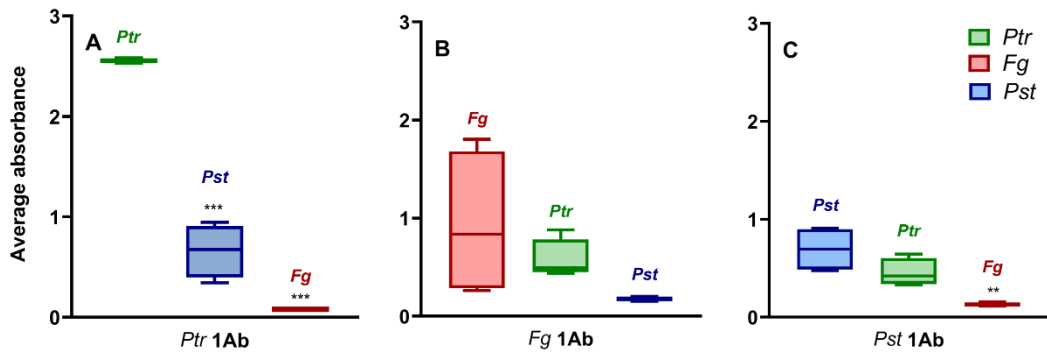 Average absorbance
A
3
2
1
0
Ptr
Pst
***
Fg
***
Ptr 1Ab
B
3
2
1
0
Fg
Ptr
Pst
Fg 1Ab
C
3
2
1
0
Pst
Ptr
Fg
**
Pst 1Ab
Ptr
Fg
Pst